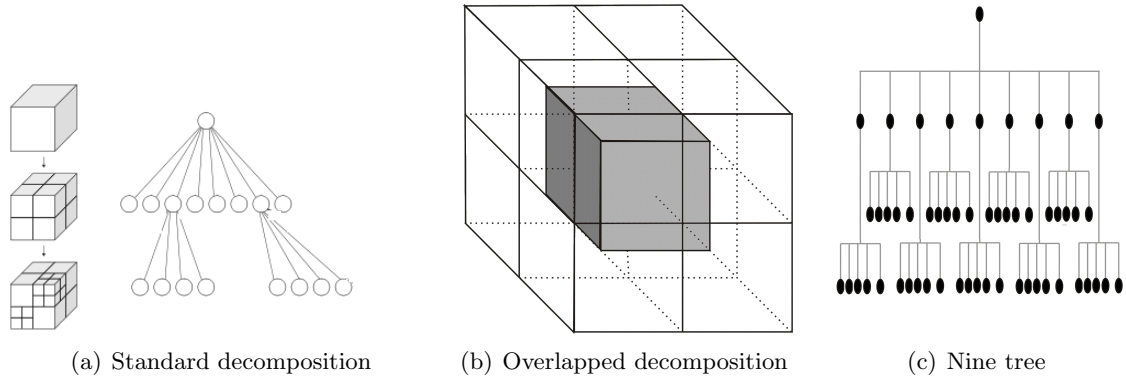 (a) Standard decomposition
(b) Overlapped decomposition
(c) Nine tree